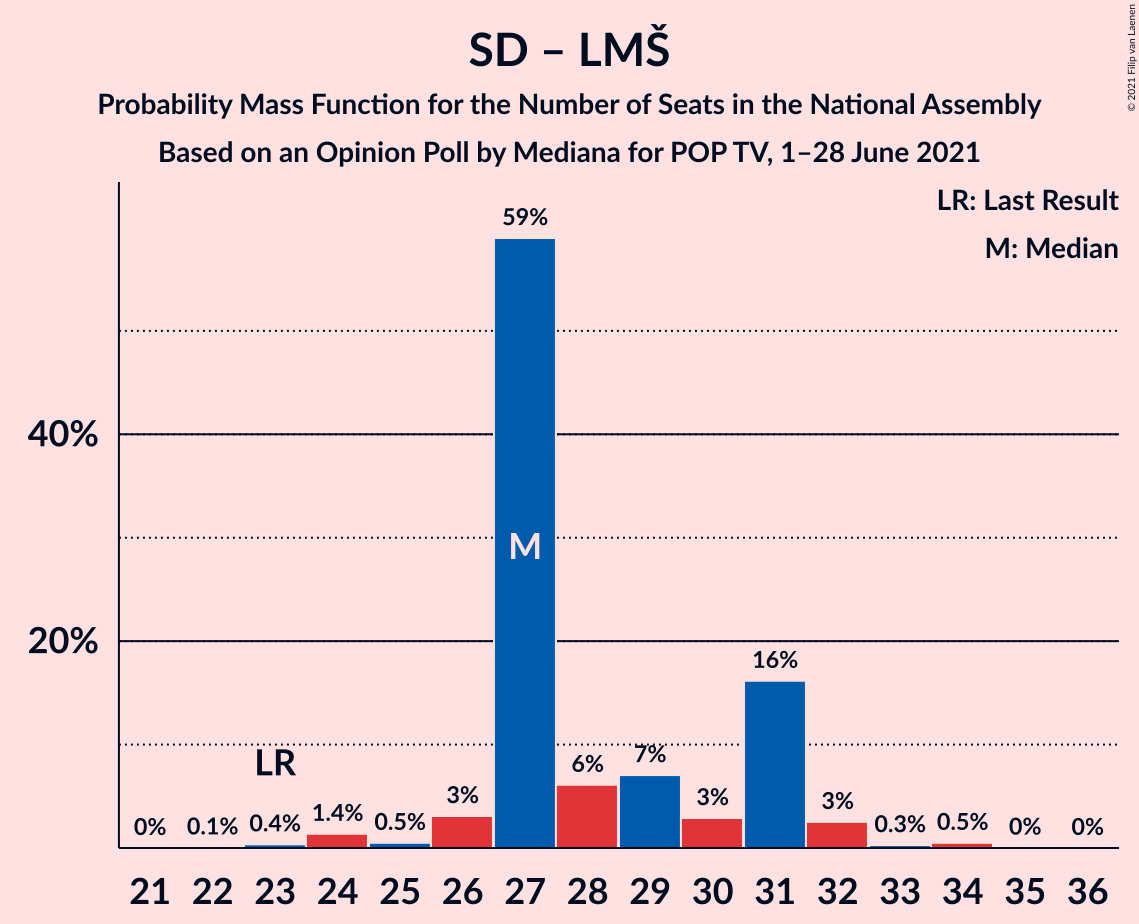 SD – LMŠ
Probability Mass Function for the Number of Seats in the National Assembly
Based on an Opinion Poll by Mediana for POP TV, 1–28 June 2021
© 2021 Filip van Laenen
LR: Last Result
M: Median
40%
20%
0%
0.1%
0.4%
1.4%
0.5%
3%
59%
6%
7%
3%
16%
3%
0.3%
0.5%
0%
0%
LR
M
21 22 23 24 25 26 27 28 29 30 31 32 33 34 35 36